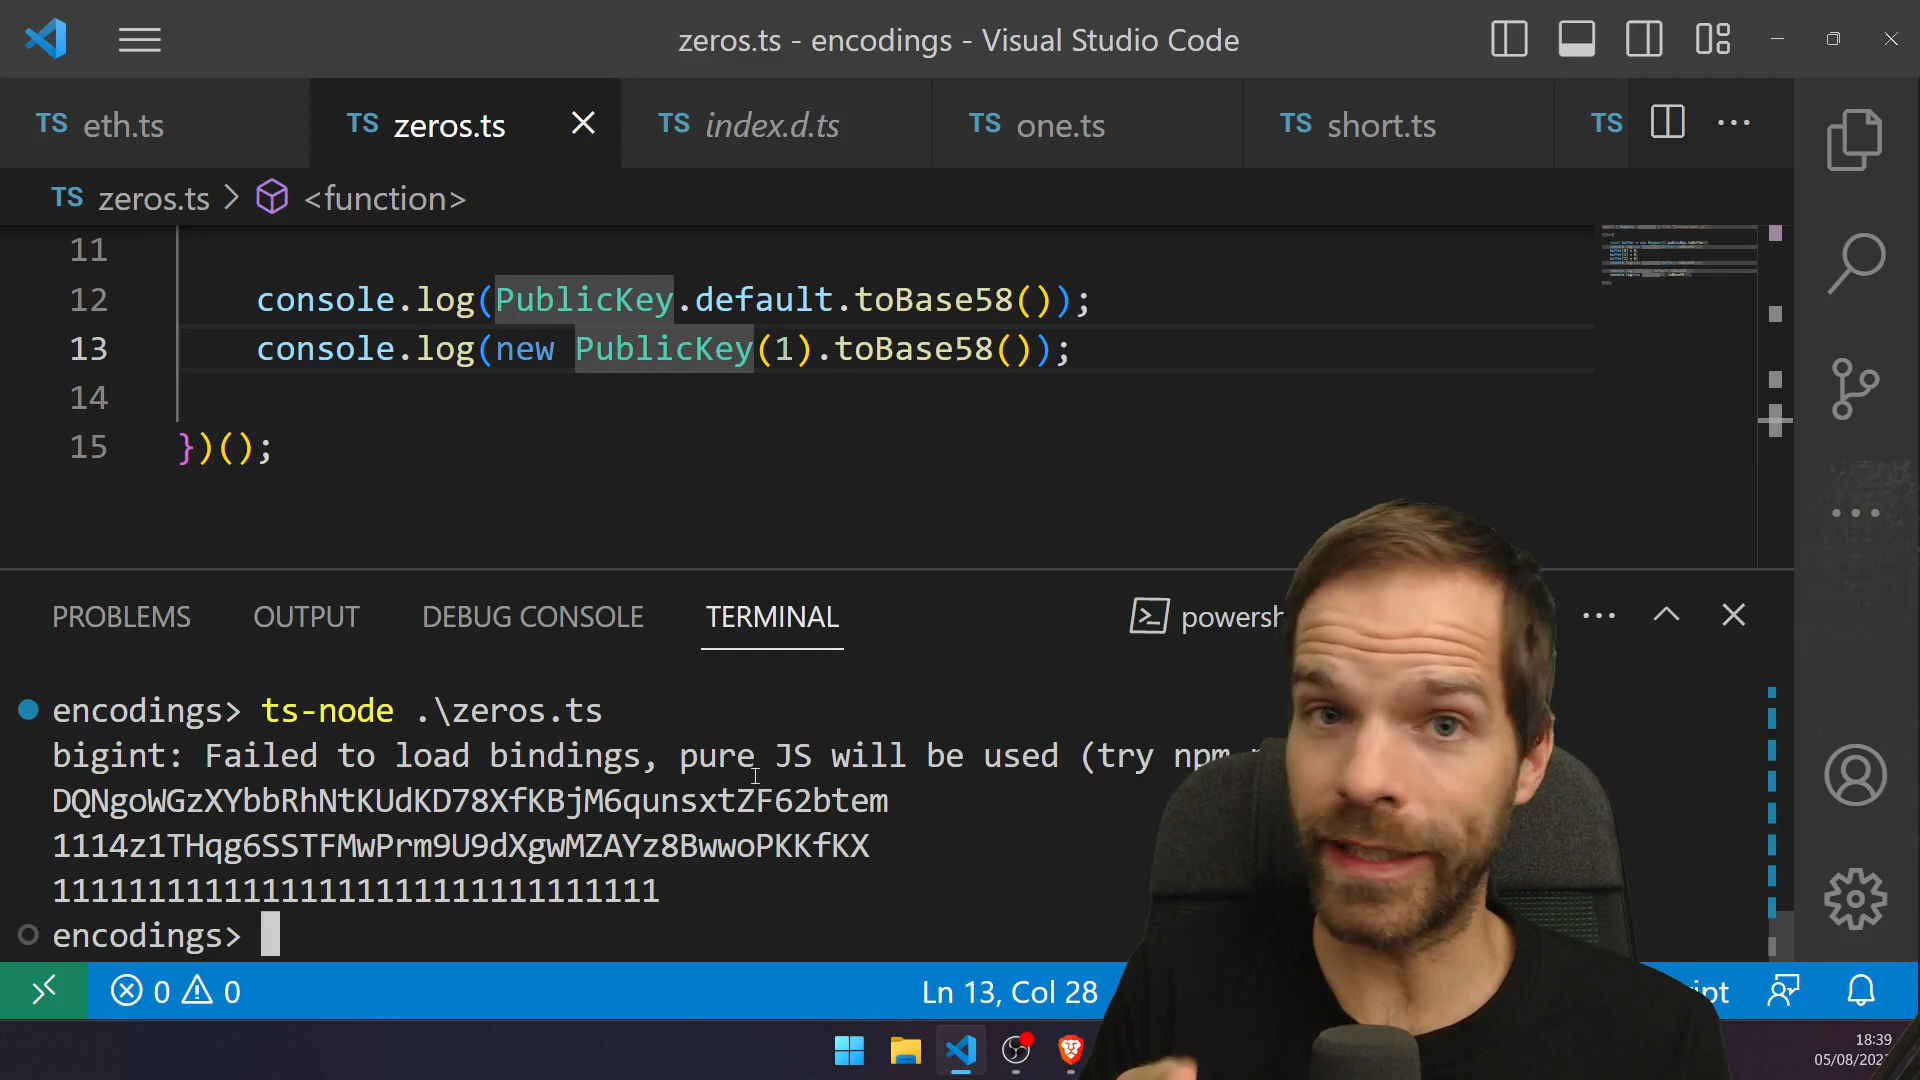 zeros.ts - encodings - Visual Studio Code
TS eth.ts
TS zeros.ts
TS index.d.ts
TS one.ts
TS short.ts
TS
TS zeros.ts > <function>
11
12 console.log(PublicKey.default.toBase58());
13 console.log(new PublicKey(1).toBase58());
14
15 })();
PROBLEMS OUTPUT DEBUG CONSOLE TERMINAL
encodings> ts-node .\zeros.ts
bigint: Failed to load bindings, pure JS will be used (try npm
DQNgoWGzXYbbRhNtKUdKD78XfKBjM6qunsxtZF62btem
1114z1THqg6SSTFMwPrm9U9dXgwMZAYz8BwwoPKKfKX
11111111111111111111111111111111
encodings>
0 0
Ln 13, Col 28
18:39